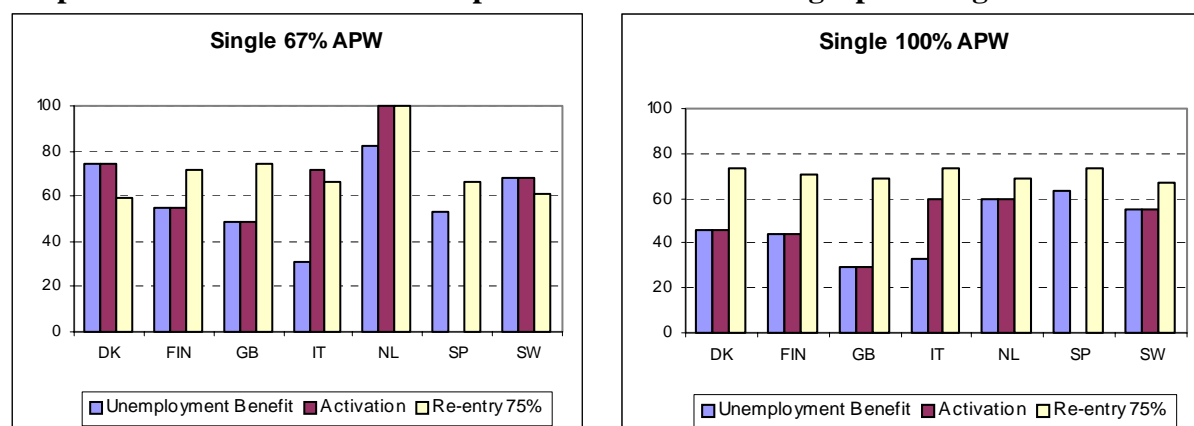 Single 67% APW
100
80
60
40
20
0
DK FIN GB IT NL SP SW
Unemployment Benefit Activation Re-entry 75%
Single 100% APW
100
80
60
40
20
0
DK FIN GB IT NL SP SW
Unemployment Benefit Activation Re-entry 75%